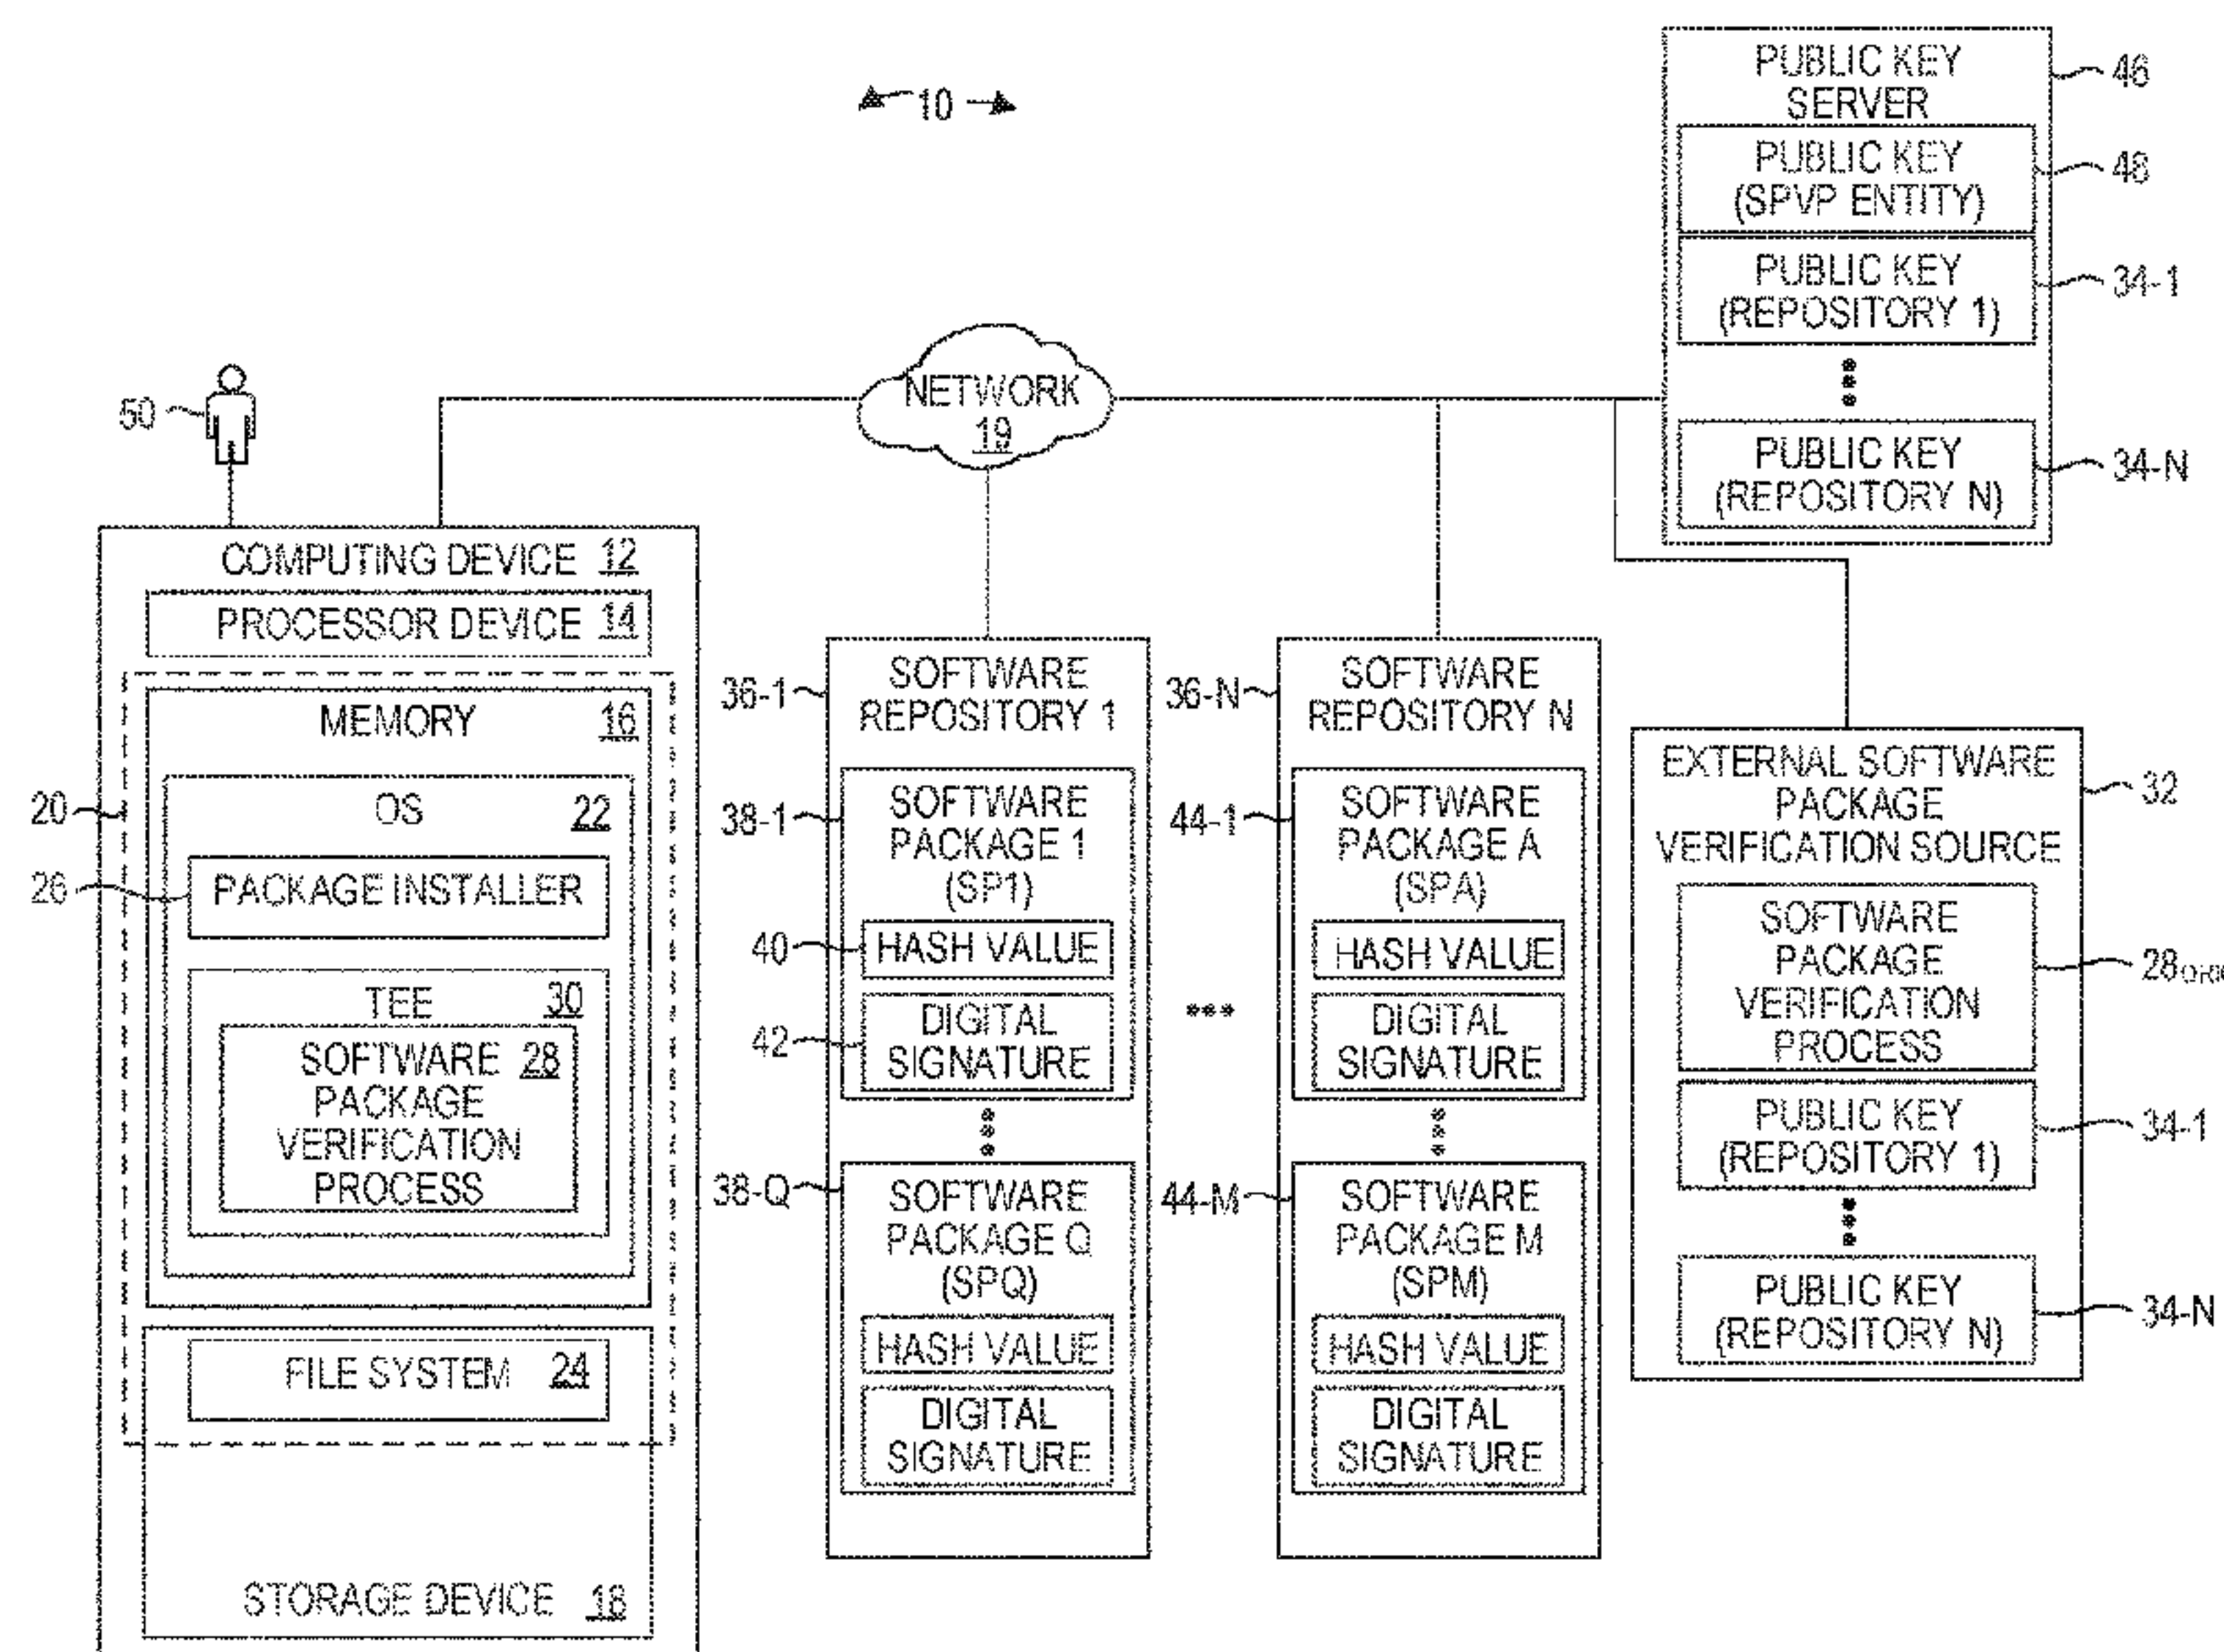 10
PUBLIC KEY
SERVER
46
PUBLIC KEY
(SPVP ENTITY)
48
PUBLIC KEY
(REPOSITORY 1)
34-1
PUBLIC KEY
(REPOSITORY N)
34-N
NETWORK
19
50
COMPUTING DEVICE 12
PROCESSOR DEVICE 14
20
MEMORY 16
OS 22
26
PACKAGE INSTALLER
TEE 30
SOFTWARE 28
PACKAGE
VERIFICATION
PROCESS
FILE SYSTEM 24
STORAGE DEVICE 18
36-1
SOFTWARE
REPOSITORY 1
38-1
SOFTWARE
PACKAGE 1
(SP1)
40
HASH VALUE
42
DIGITAL
SIGNATURE
38-Q
SOFTWARE
PACKAGE Q
(SPQ)
HASH VALUE
DIGITAL
SIGNATURE
36-N
SOFTWARE
REPOSITORY N
44-1
SOFTWARE
PACKAGE A
(SPA)
HASH VALUE
DIGITAL
SIGNATURE
44-M
SOFTWARE
PACKAGE M
(SPM)
HASH VALUE
DIGITAL
SIGNATURE
EXTERNAL SOFTWARE
PACKAGE
VERIFICATION SOURCE
32
SOFTWARE
PACKAGE
VERIFICATION
PROCESS
28
PUBLIC KEY
(REPOSITORY 1)
34-1
PUBLIC KEY
(REPOSITORY N)
34-N